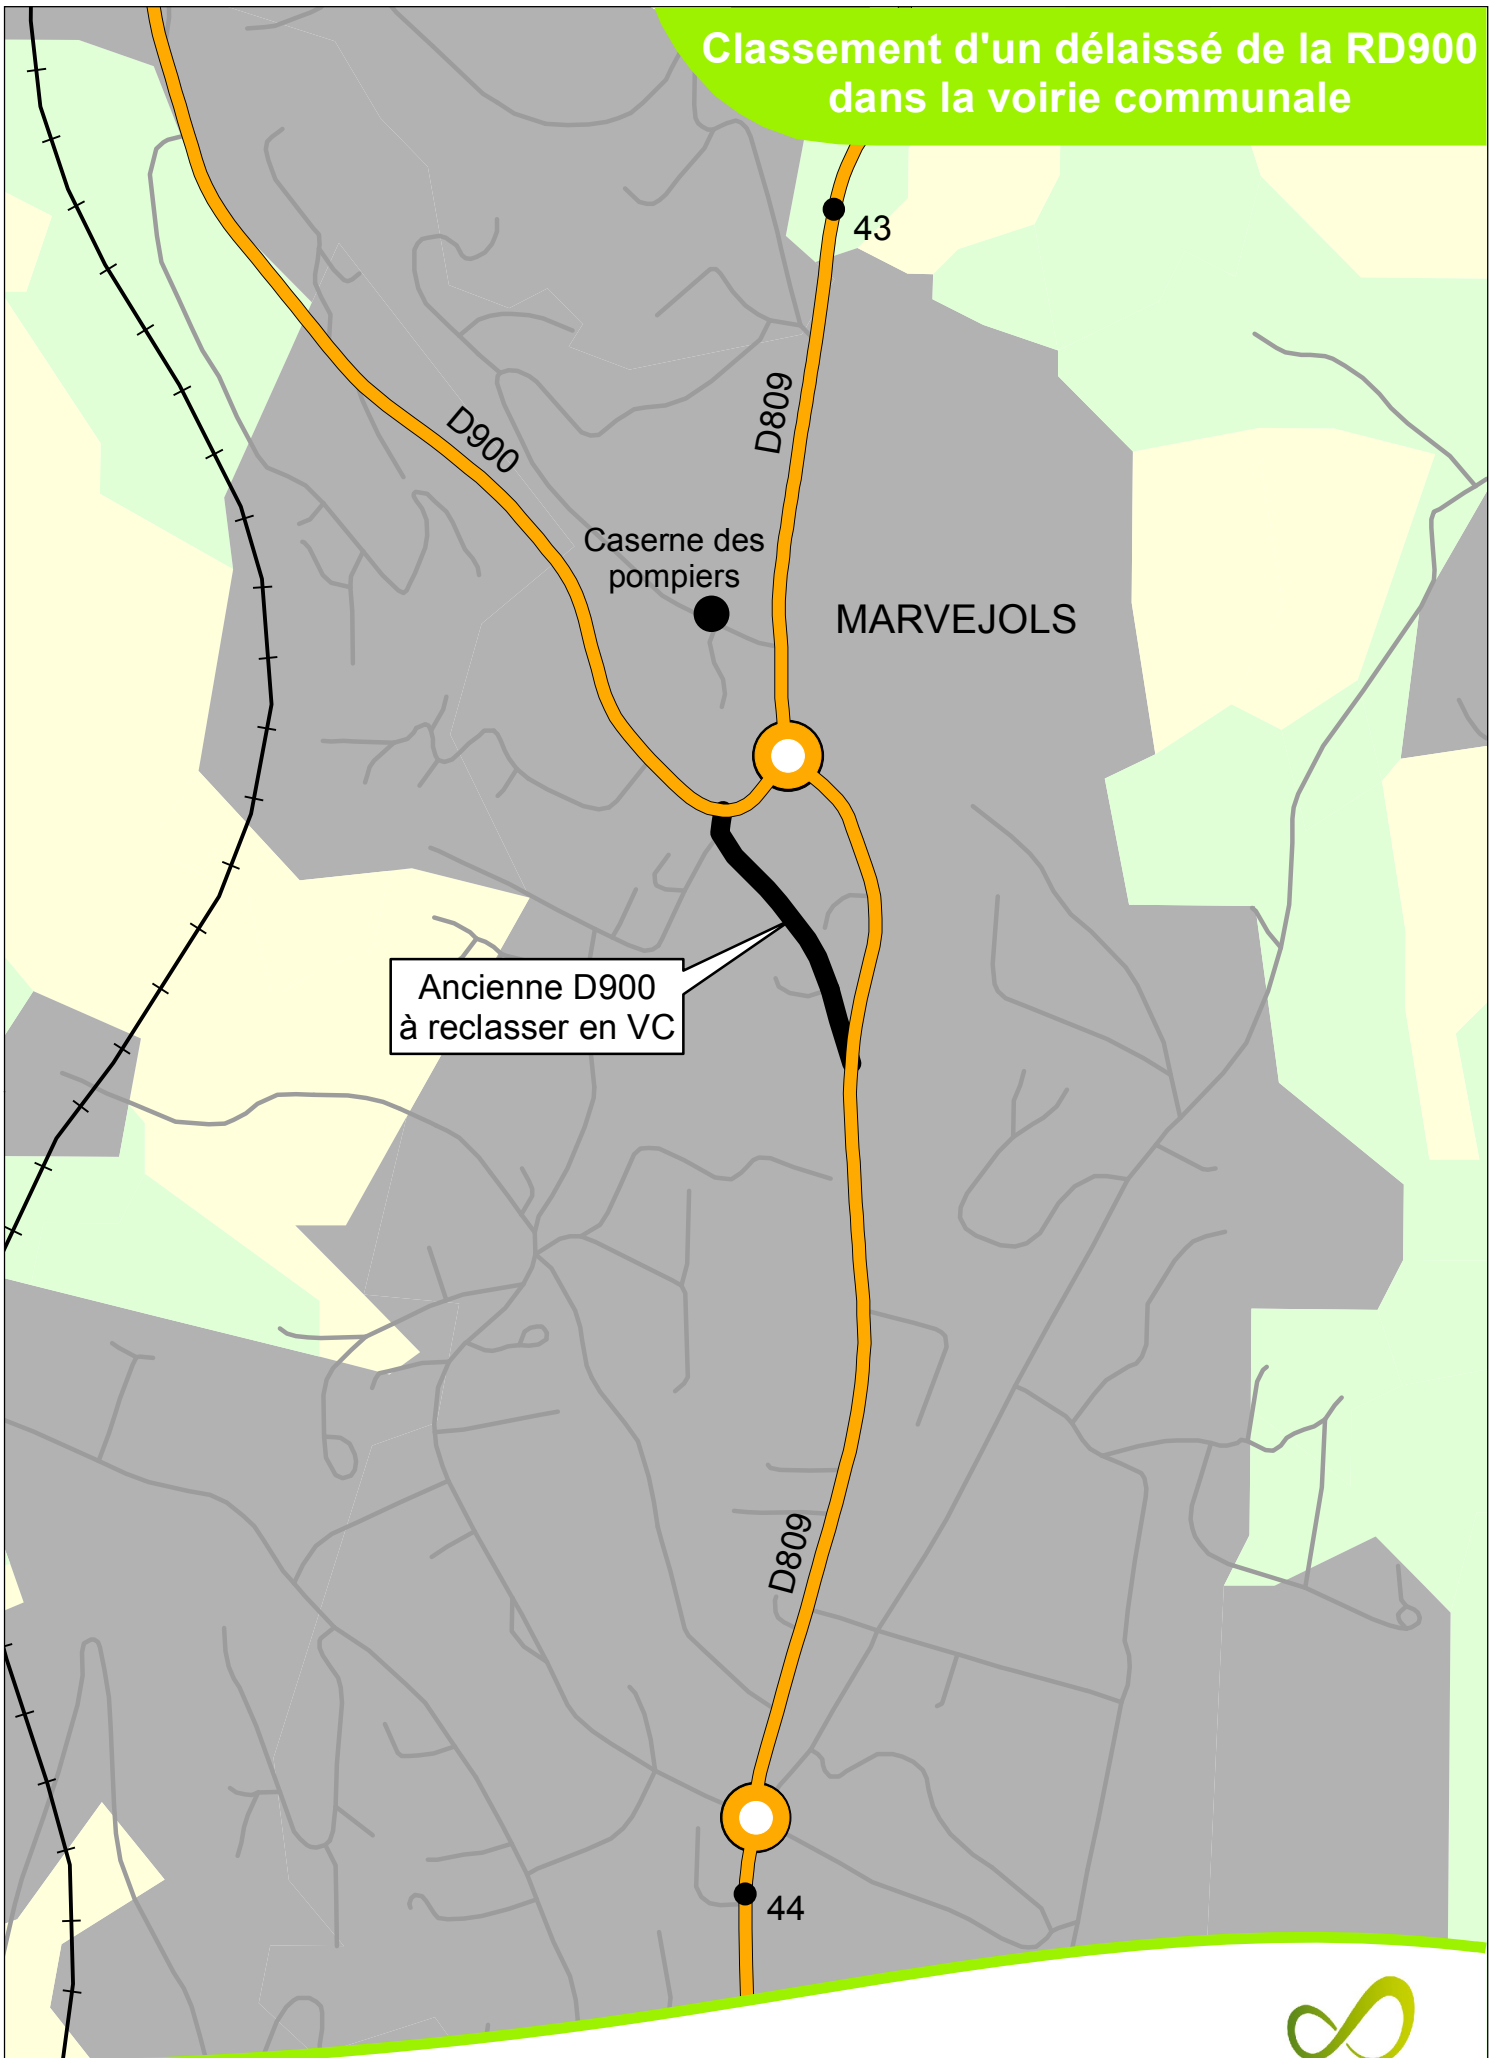 Classement d'un délaissé de la RD900
dans la voirie communale
43
D809
D900
Caserne des
pompiers
MARVEJOLS
Ancienne D900
à reclasser en VC
D809
44